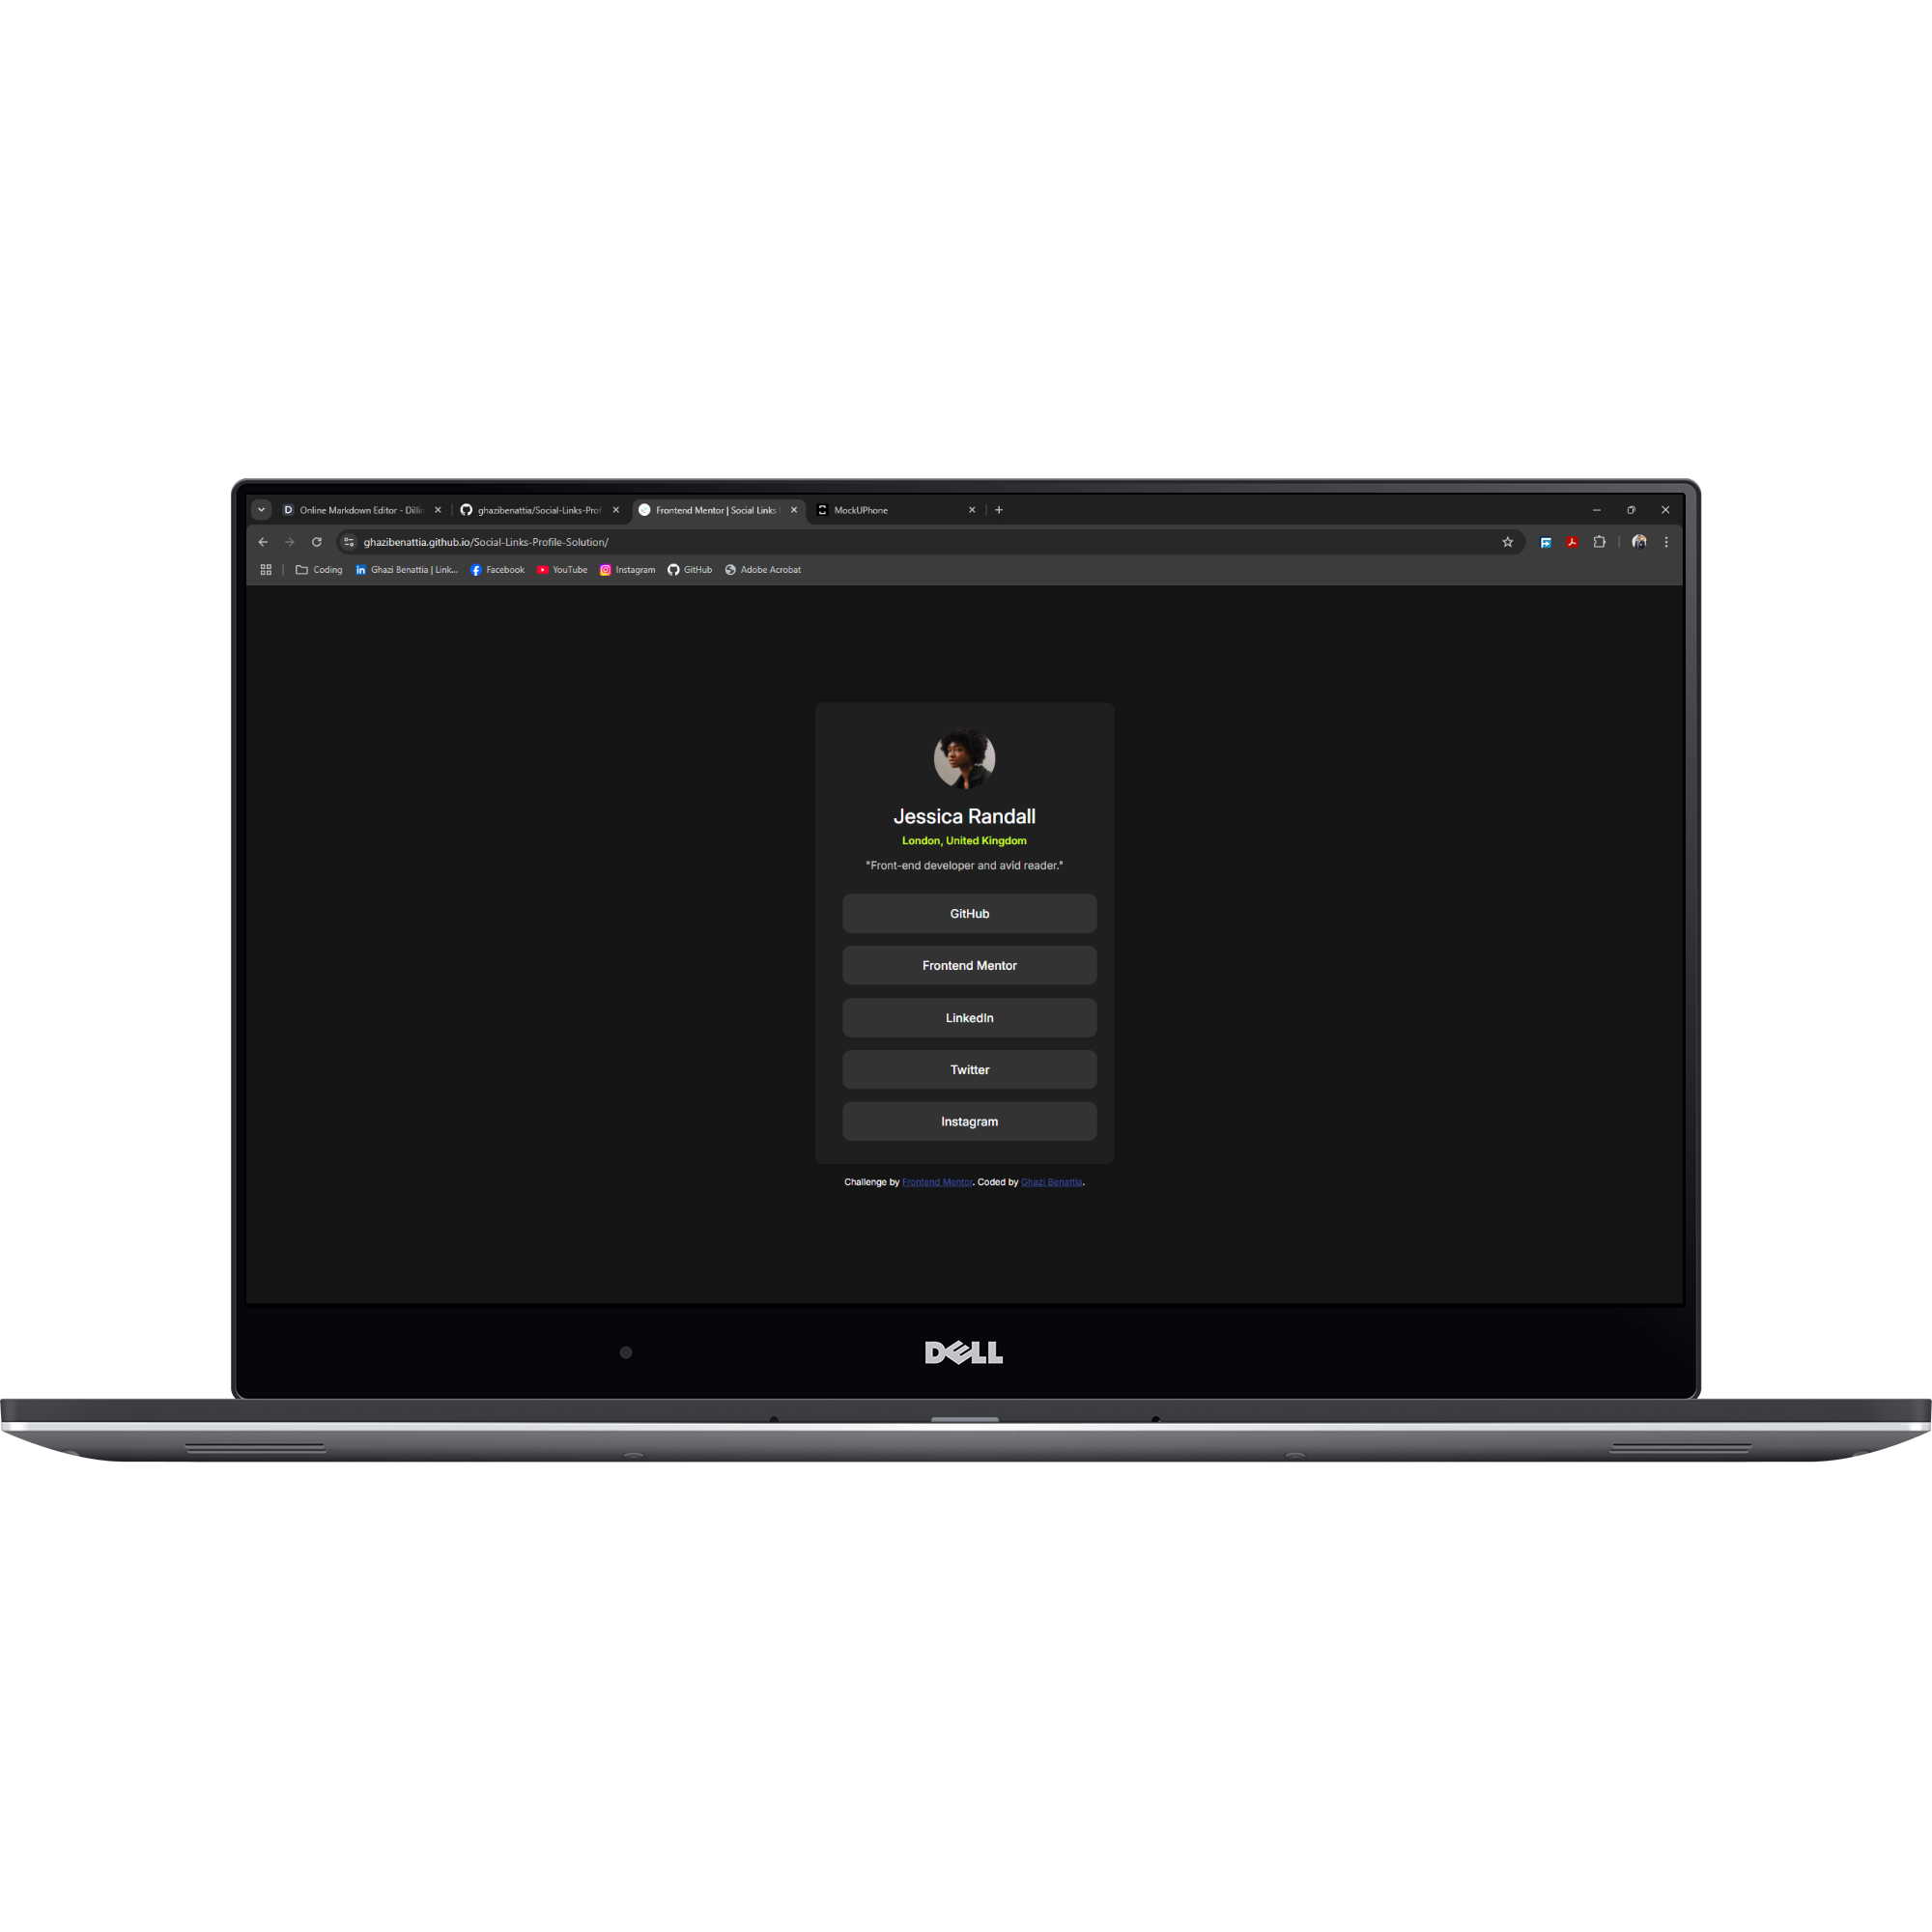 D Online Markdown Editor - Dillin
ghazibenattia/Social-Links-Prof
Frontend Mentor | Social Links
MockUPhone
ghazibenattia.github.io/Social-Links-Profile-Solution/
Coding
in Ghazi Benattia | Link...
Facebook
YouTube
Instagram
GitHub
Adobe Acrobat
Jessica Randall
London, United Kingdom
"Front-end developer and avid reader."
GitHub
Frontend Mentor
LinkedIn
Twitter
Instagram
Challenge by Frontend Mentor. Coded by Ghazi Benattia.
DELL